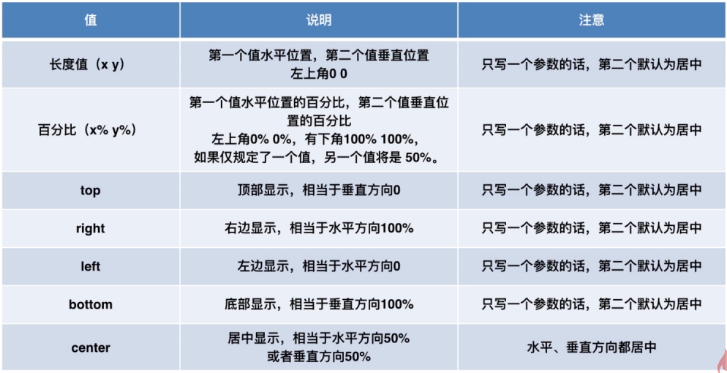 值 说明 注意
长度值（x y） 第一个值水平位置，第二个值垂直位置 只写一个参数的话，第二个默认为居中
左上角0 0
百分比（x% y%） 第一个值水平位置的百分比，第二个值垂直位 只写一个参数的话，第二个默认为居中
置的百分比
左上角0% 0%，有下角100% 100%，
如果仅规定了一个值，另一个值将是 50%。
top 顶部显示，相当于垂直方向0 只写一个参数的话，第二个默认为居中
right 右边显示，相当于水平方向100% 只写一个参数的话，第二个默认为居中
left 左边显示，相当于水平方向0 只写一个参数的话，第二个默认为居中
bottom 底部显示，相当于垂直方向100% 只写一个参数的话，第二个默认为居中
center 居中显示，相当于水平方向50% 水平、垂直方向都居中
或者垂直方向50%